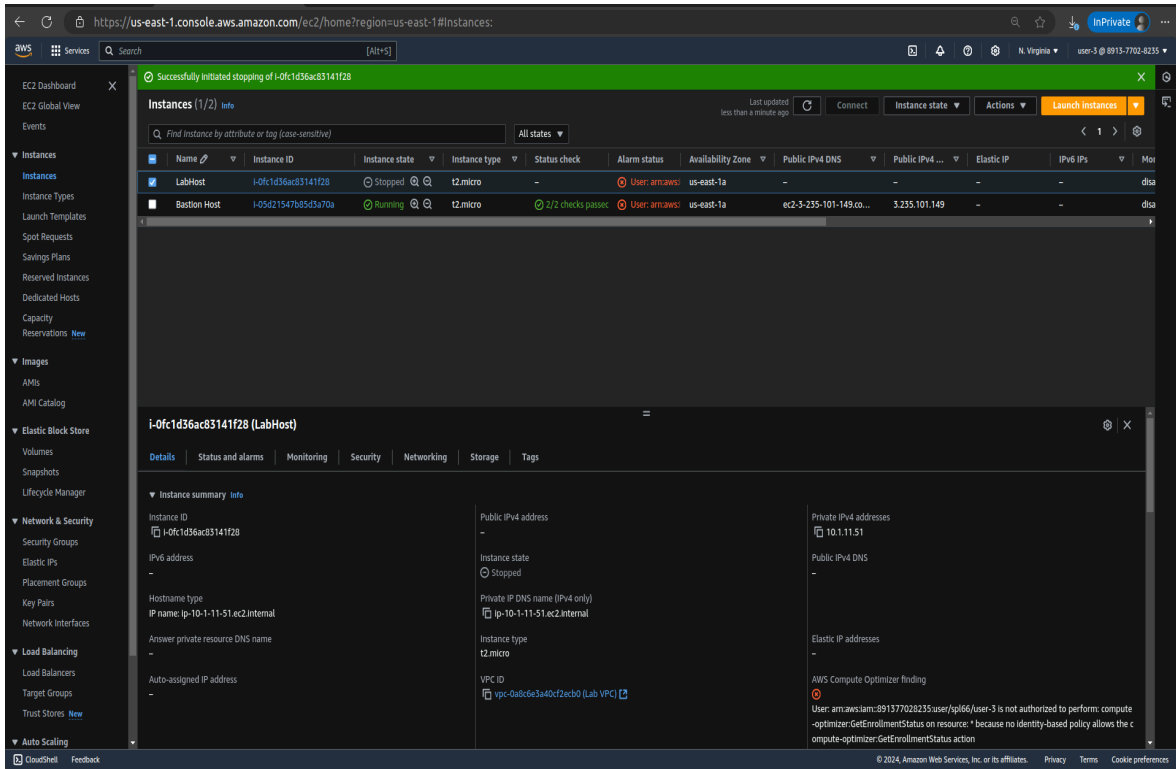 https://us-east-1.console.aws.amazon.com/ec2/home?region=us-east-1#Instances:
InPrivate
aws Services Search [Alt+S] N. Virginia ▼ user-3 @ 8913-7702-8235 ▼
EC2 Dashboard
EC2 Global View
Events
▼ Instances
Instances
Instance Types
Launch Templates
Spot Requests
Savings Plans
Reserved Instances
Dedicated Hosts
Capacity
Reservations New
▼ Images
AMIs
AMI Catalog
▼ Elastic Block Store
Volumes
Snapshots
Lifecycle Manager
▼ Network & Security
Security Groups
Elastic IPs
Placement Groups
Key Pairs
Network Interfaces
▼ Load Balancing
Load Balancers
Target Groups
Trust Stores New
▼ Auto Scaling
Successfully initiated stopping of i-0fc1d36ac83141f28
Instances (1/2) Info
Last updated
less than a minute ago
Connect Instance state ▼ Actions ▼ Launch instances ▼
Find Instance by attribute or tag (case-sensitive) All states ▼ 1
Name Instance ID Instance state Instance type Status check Alarm status Availability Zone Public IPv4 DNS Public IPv4 ... Elastic IP IPv6 IPs Mor
LabHost i-0fc1d36ac83141f28 Stopped t2.micro – User: arn:aws: us-east-1a – – – – disa
Bastion Host i-05d21547b85d3a70a Running t2.micro 2/2 checks passec User: arn:aws: us-east-1a ec2-3-235-101-149.co... 3.235.101.149 – – disa
i-0fc1d36ac83141f28 (LabHost)
Details Status and alarms Monitoring Security Networking Storage Tags
▼ Instance summary Info
Instance ID Public IPv4 address Private IPv4 addresses
i-0fc1d36ac83141f28 – 10.1.11.51
IPv6 address Instance state Public IPv4 DNS
– Stopped –
Hostname type Private IP DNS name (IPv4 only)
IP name: ip-10-1-11-51.ec2.internal ip-10-1-11-51.ec2.internal
Answer private resource DNS name Instance type Elastic IP addresses
– t2.micro –
Auto-assigned IP address VPC ID AWS Compute Optimizer finding
– vpc-0a8c6e3a40cf2ecb0 (Lab VPC)
User: arn:aws:iam::891377028235:user/spl66/user-3 is not authorized to perform: compute
-optimizer:GetEnrollmentStatus on resource: * because no identity-based policy allows the c
ompute-optimizer:GetEnrollmentStatus action
CloudShell Feedback © 2024, Amazon Web Services, Inc. or its affiliates. Privacy Terms Cookie preferences